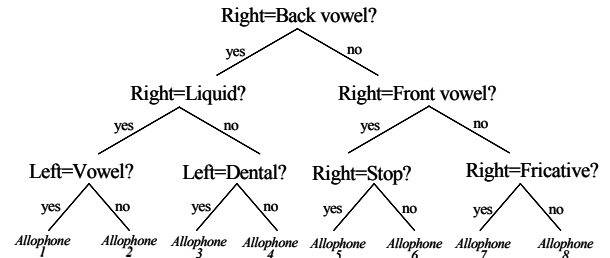 Right=Back vowel?
yes no
Right=Liquid? Right=Front vowel?
yes no yes no
Left=Vowel? Left=Dental? Right=Stop? Right=Fricative?
yes no yes no yes no yes no
Allophone Allophone Allophone Allophone Allophone Allophone Allophone Allophone
1 2 3 4 5 6 7 8